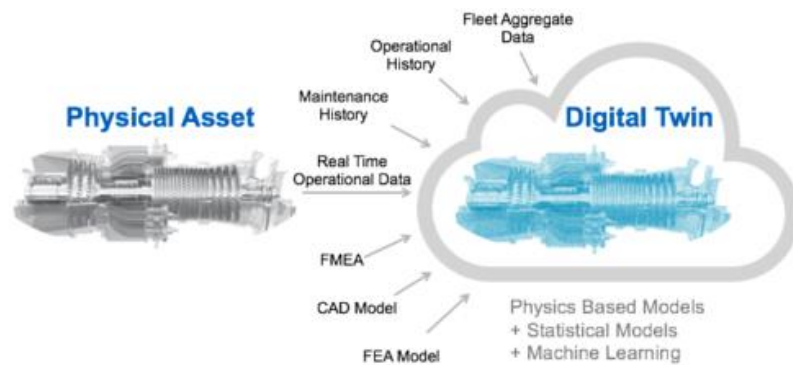 Fleet Aggregate
Data
Operational
History
Maintenance
History
Physical Asset
Digital Twin
Real Time
Operational Data
FMEA
CAD Model
FEA Model
Physics Based Models
+ Statistical Models
+ Machine Learning